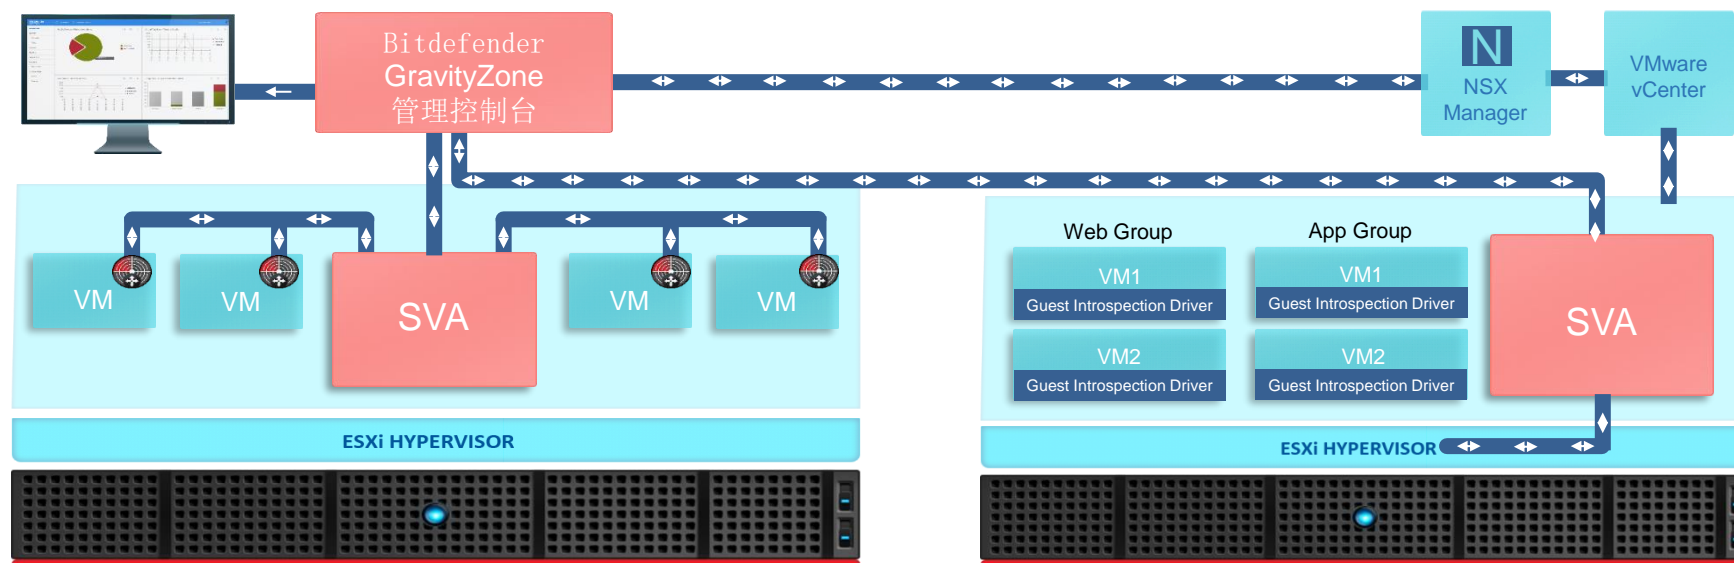 Bitdefender
GravityZone
管理控制台
N
NSX
Manager
VMware
vCenter
VM
VM
SVA
VM
VM
ESXi HYPERVISOR
Web Group
App Group
VM1
Guest Introspection Driver
VM2
Guest Introspection Driver
VM1
Guest Introspection Driver
VM2
Guest Introspection Driver
SVA
ESXi HYPERVISOR